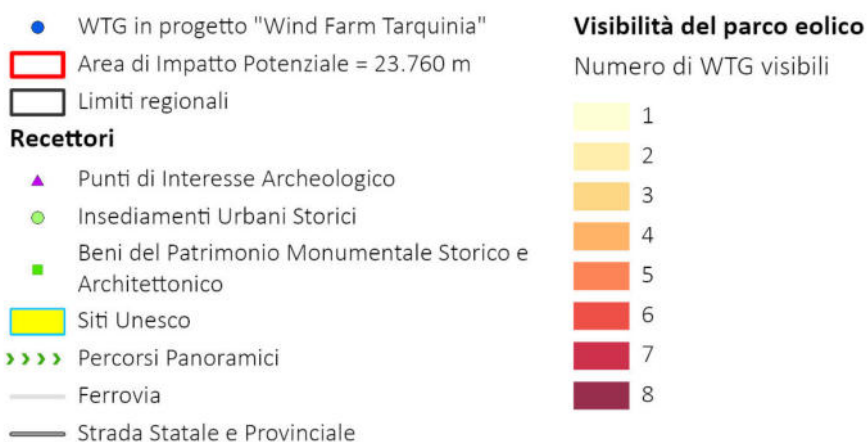 WTG in progetto "Wind Farm Tarquinia"
Area di Impatto Potenziale = 23.760 m
Limiti regionali
Recettori
Punti di Interesse Archeologico
Insediamenti Urbani Storici
Beni del Patrimonio Monumentale Storico e
Architettonico
Siti Unesco
Percorsi Panoramici
Ferrovia
Strada Statale e Provinciale
Visibilità del parco eolico
Numero di WTG visibili
1
2
3
4
5
6
7
8